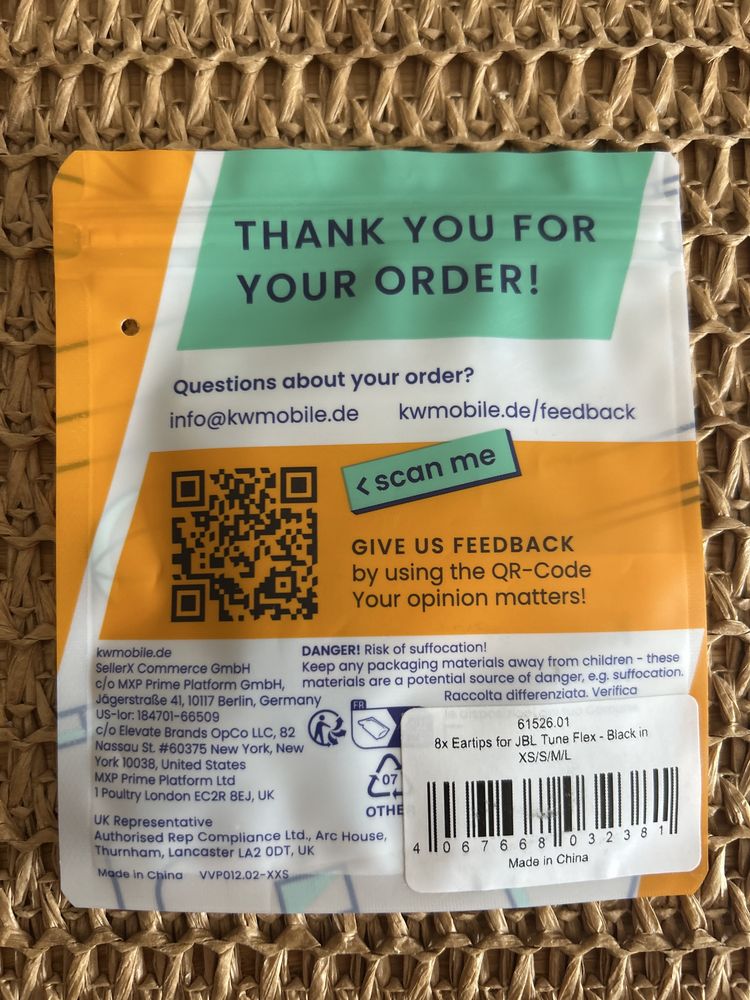 THANK YOU FOR
YOUR ORDER!
Questions about your order?
info@kwmobile.de kwmobile.de/feedback
< scan me
GIVE US FEEDBACK
by using the QR-Code
Your opinion matters!
kwmobile.de
SellerX Commerce GmbH
c/o MXP Prime Platform GmbH,
Jägerstraße 41, 10117 Berlin, Germany
US-Ior: 184701-66509
c/o Elevate Brands OpCo LLC, 82
Nassau St. #60375 New York, New
York 10038, United States
MXP Prime Platform Ltd
1 Poultry London EC2R 8EJ, UK
UK Representative
Authorised Rep Compliance Ltd., Arc House,
Thurnham, Lancaster LA2 0DT, UK
Made in China VVP012.02-XXS
DANGER! Risk of suffocation!
Keep any packaging materials away from children - these
materials are a potential source of danger, e.g. suffocation.
Raccolta differenziata. Verifica
FR
07
OTHE
61526.01
8x Eartips for JBL Tune Flex - Black in
XS/S/M/L
4 067668 032381
Made in China